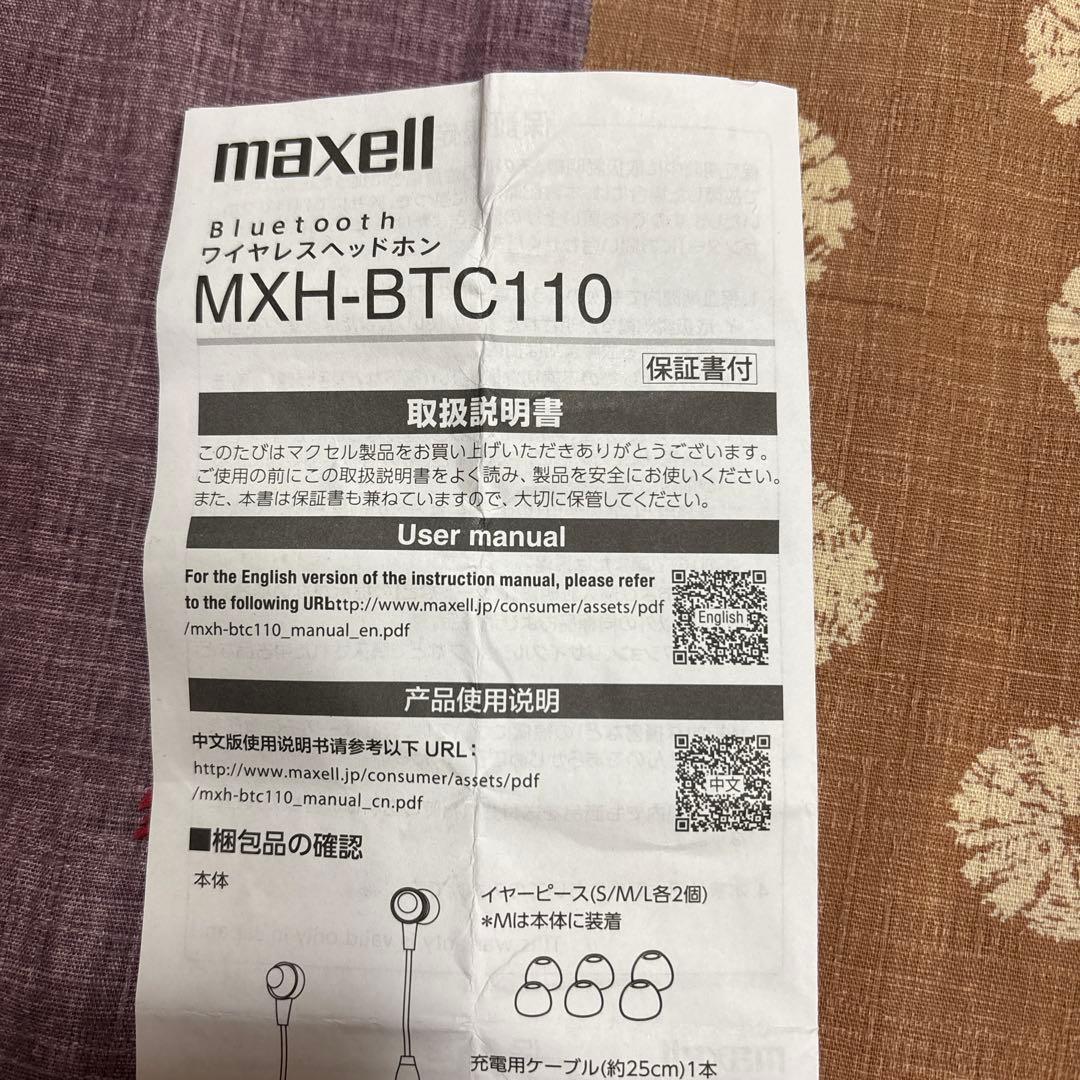 maxell
Bluetooth
ワイヤレスヘッドホン
MXH-BTC110
保証書付
取扱説明書
このたびはマクセル製品をお買い上げいただきありがとうございます。
ご使用の前にこの取扱説明書をよく読み、製品を安全にお使いください。
また、本書は保証書も兼ねていますので、大切に保管してください。
User manual
For the English version of the instruction manual, please refer
to the following URL:http://www.maxell.jp/consumer/assets/pdf
/mxh-btc110_manual_en.pdf
English
产品使用说明
中文版使用说明书请参考以下 URL：
http://www.maxell.jp/consumer/assets/pdf
/mxh-btc110_manual_cn.pdf
中文
■梱包品の確認
本体
イヤーピース(S/M/L各2個)
*Mは本体に装着
充電用ケーブル(約25cm)1本